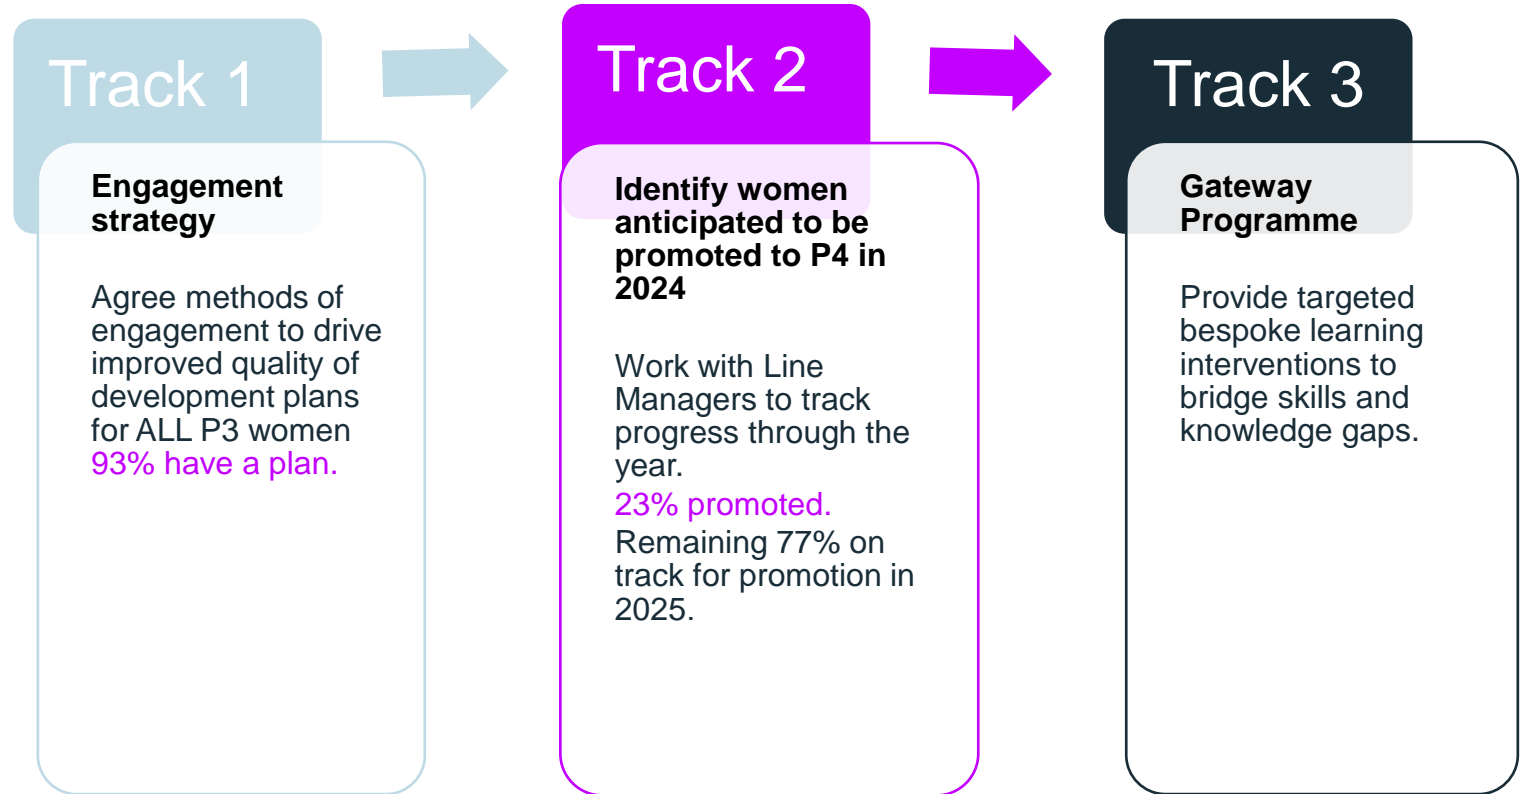 Track 1
Engagement
strategy
Agree methods of
engagement to drive
improved quality of
development plans
for ALL P3 women
93% have a plan.
Track 2
Identify women
anticipated to be
promoted to P4 in
2024
Work with Line
Managers to track
progress through the
year.
23% promoted.
Remaining 77% on
track for promotion in
2025.
Track 3
Gateway
Programme
Provide targeted
bespoke learning
interventions to
bridge skills and
knowledge gaps.